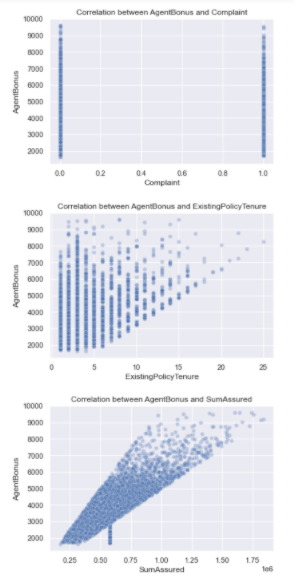 Correlation between AgentBonus and Complaint
10000
9000
8000
7000
6000
5000
4000
3000
2000
AgentBonus
0.0 0.2 0.4 0.6 0.8 1.0
Complaint
Correlation between AgentBonus and ExistingPolicyTenure
10000
9000
8000
7000
6000
5000
4000
3000
2000
AgentBonus
0 5 10 15 20 25
ExistingPolicyTenure
Correlation between AgentBonus and SumAssured
10000
9000
8000
7000
6000
5000
4000
3000
2000
AgentBonus
0.25 0.50 0.75 1.00 1.25 1.50 1.75
SumAssured
1e6